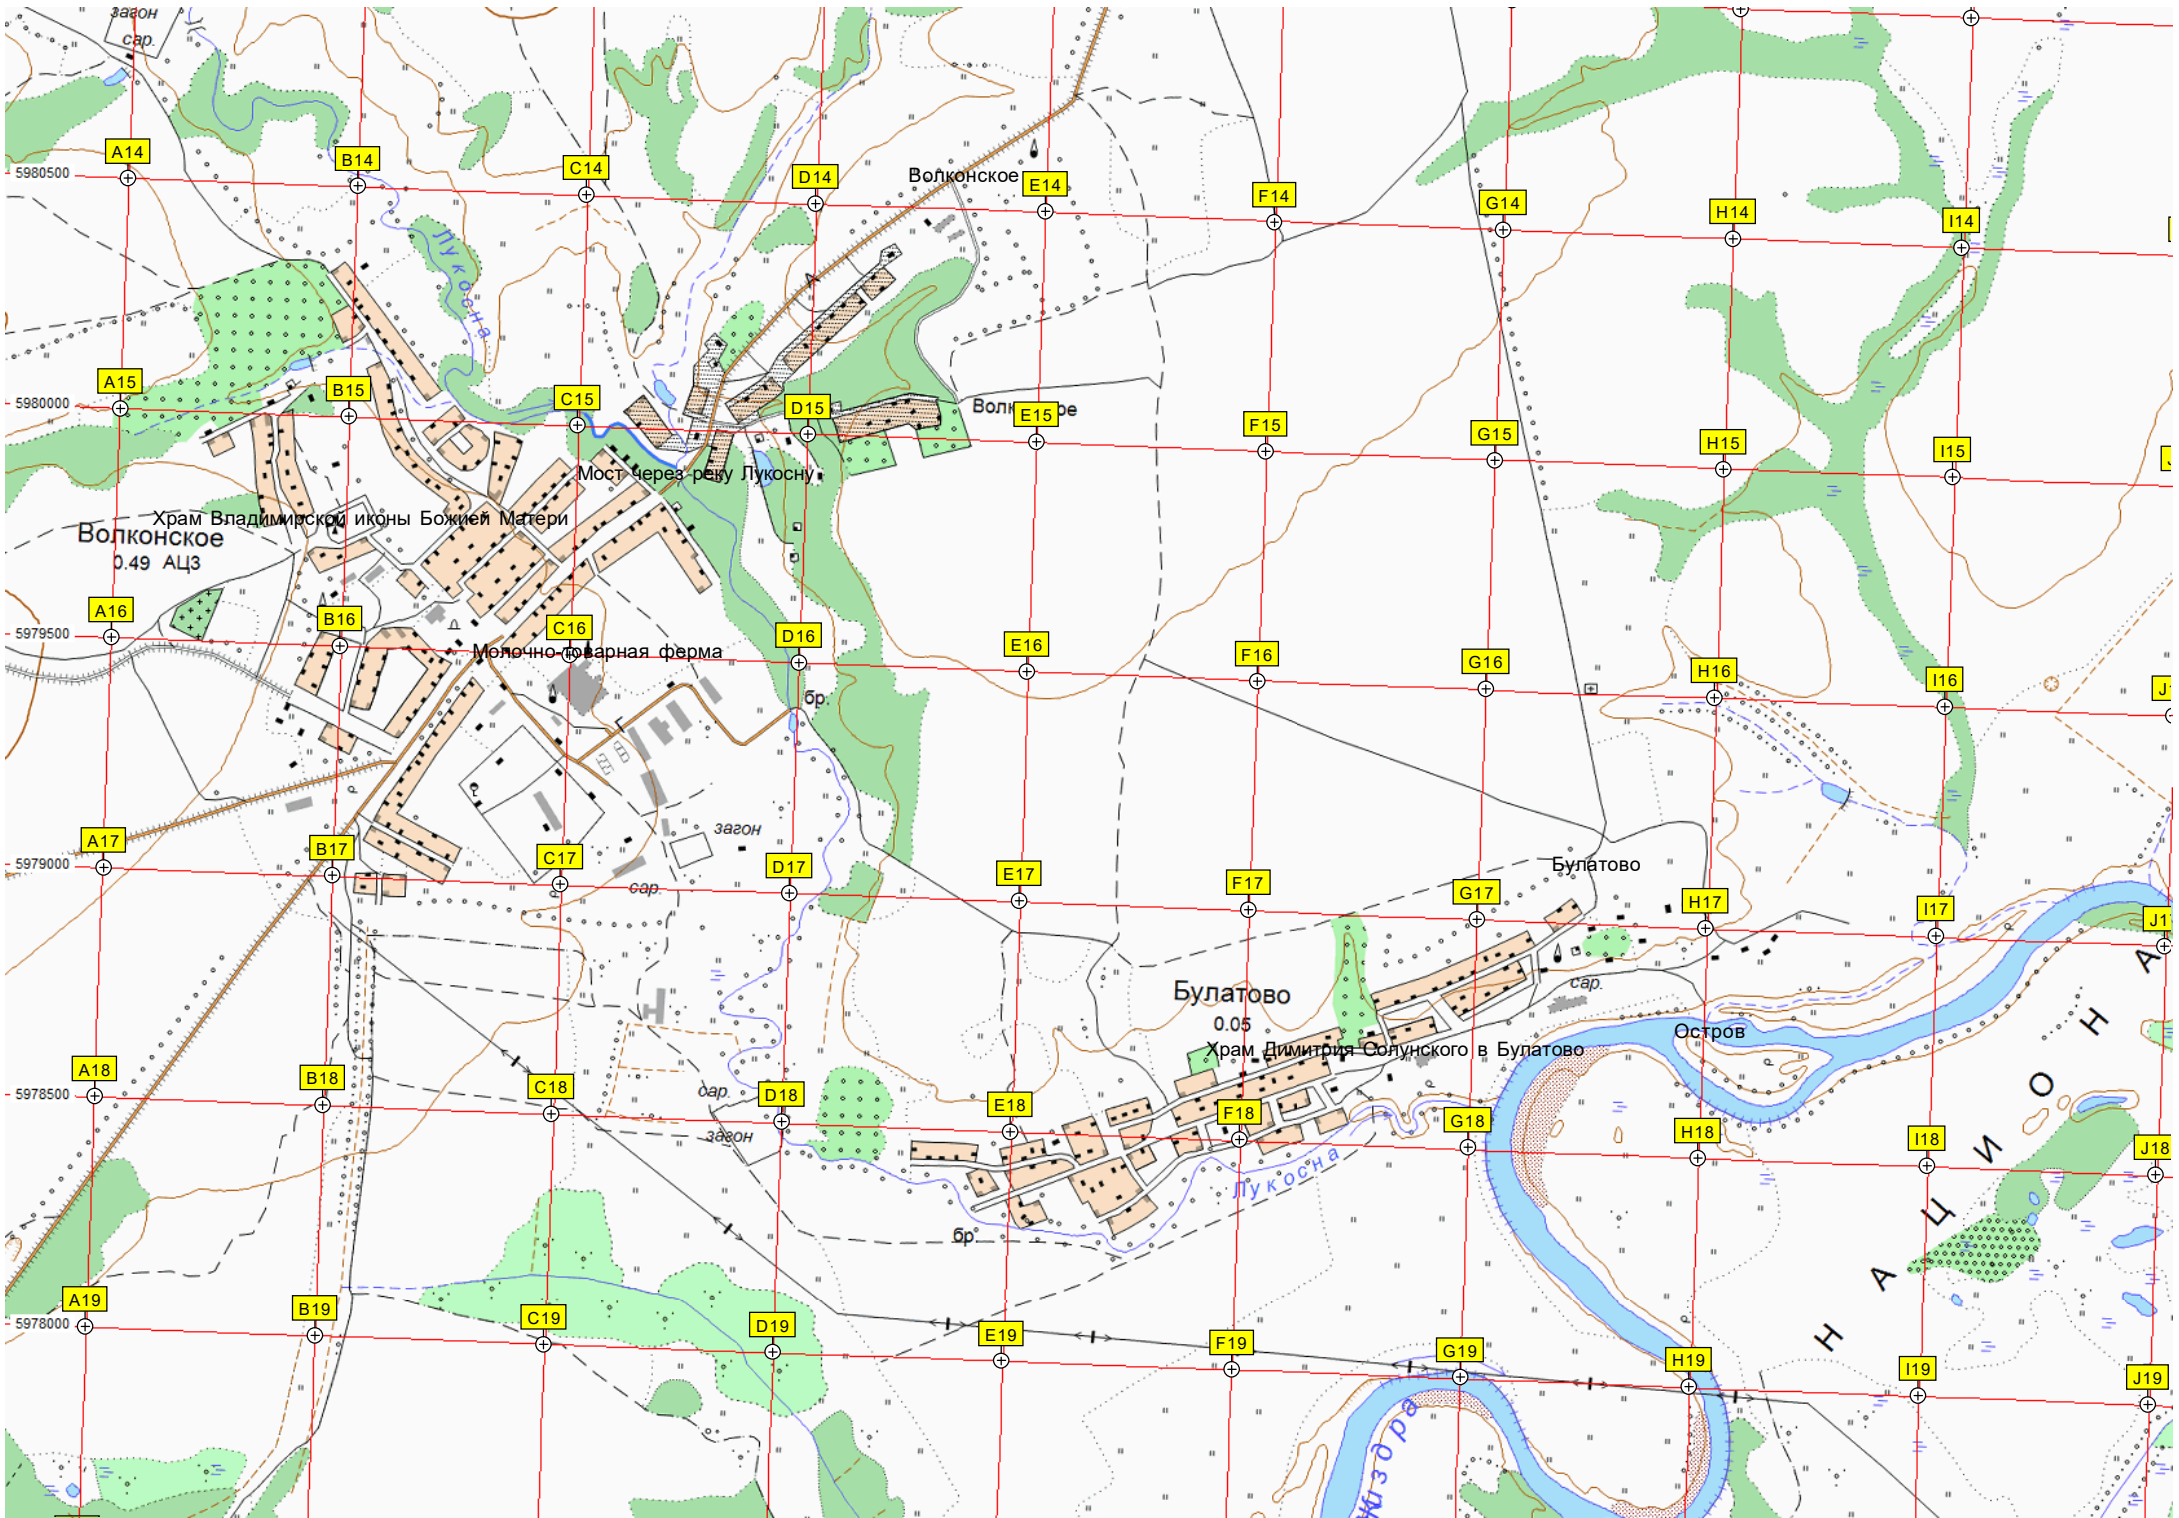 загон
сар.
A14
B14
C14
D14
Волконское
E14
F14
G14
H14
I14
5980500
Лукосна
А
A15
B15
C15
D15
E15
F15
G15
H15
I15
5980000
Мост через реку Лукосну
Храм Владимирской иконы Божией Матери
Волконское
0.49 АЦЗ
A16
B16
C16
D16
E16
F16
G16
H16
I16
5979500
Молочно-товарная ферма
бр.
Г
загон
A17
B17
C17
D17
E17
F17
G17
H17
I17
5979000
Булатово
сар.
Булатово
0.05
сар.
Остров
Храм Димитрия Солунского в Булатово
A18
B18
C18
D18
E18
F18
G18
H18
I18
J18
5978500
сар.
загон
Лукосна
бр.
Н А Ц И О Н А
A19
B19
C19
D19
E19
F19
G19
H19
I19
J19
5978000
Жиздра